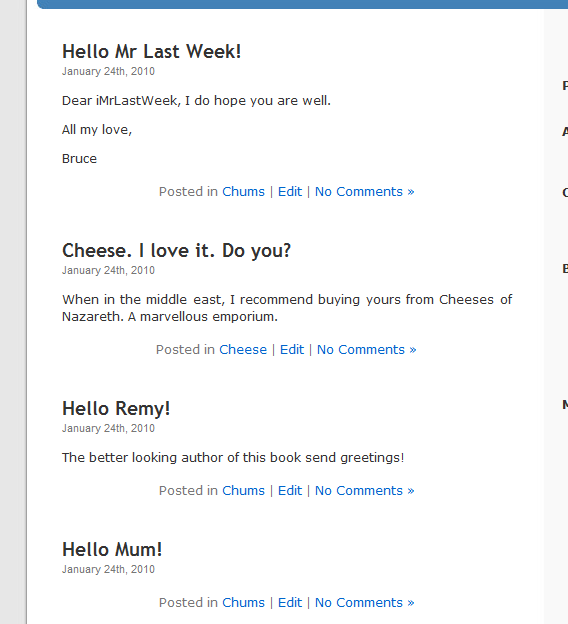 Hello Mr Last Week!
January 24th, 2010
Dear iMrLastWeek, I do hope you are well.
All my love,
Bruce
Posted in Chums | Edit | No Comments »
Cheese. I love it. Do you?
January 24th, 2010
When in the middle east, I recommend buying yours from Cheeses of
Nazareth. A marvellous emporium.
Posted in Cheese | Edit | No Comments »
Hello Remy!
January 24th, 2010
The better looking author of this book send greetings!
Posted in Chums | Edit | No Comments »
Hello Mum!
January 24th, 2010
Posted in Chums | Edit | No Comments »